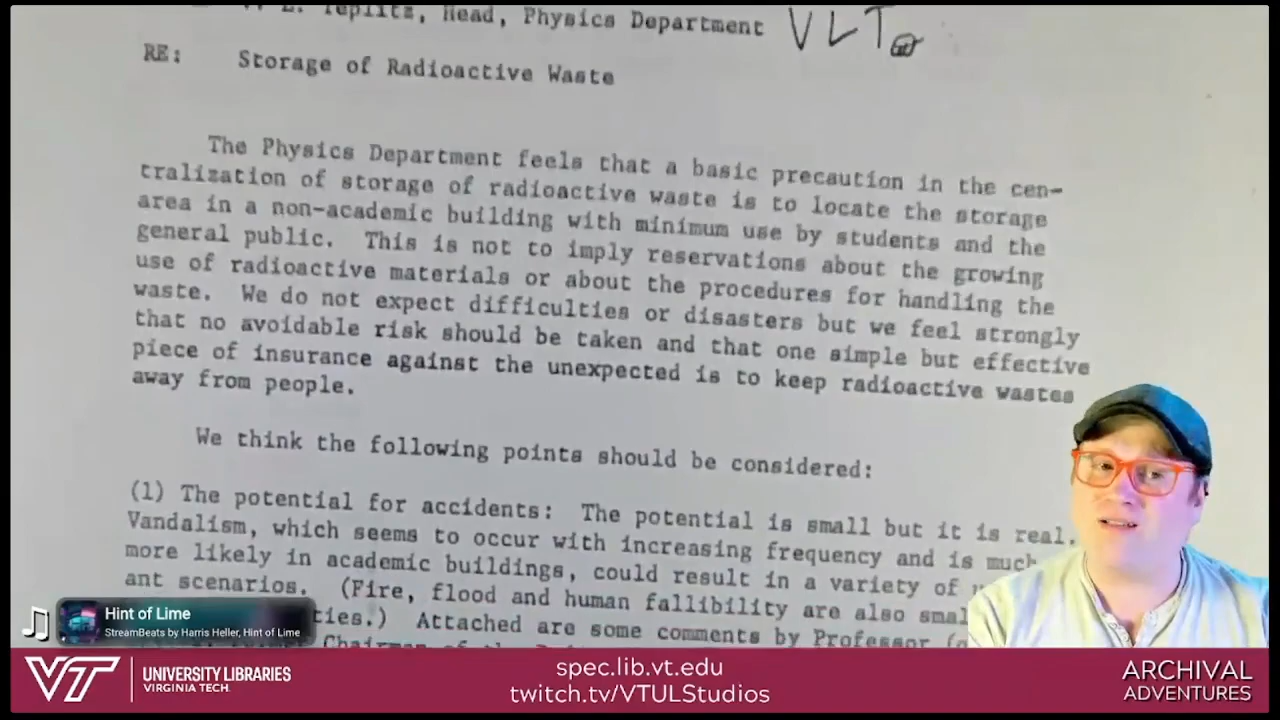 Teplitz, Head, Physics Department VLT
RE: Storage of Radioactive Waste
The Physics Department feels that a basic precaution in the cen-
tralization of storage of radioactive waste is to locate the storage
area in a non-academic building with minimum use by students and the
general public. This is not to imply reservations about the growing
use of radioactive materials or about the procedures for handling the
waste. We do not expect difficulties or disasters but we feel strongly
that no avoidable risk should be taken and that one simple but effective
piece of insurance against the unexpected is to keep radioactive wastes
away from people.
We think the following points should be considered:
(1) The potential for accidents: The potential is small but it is real.
Vandalism, which seems to occur with increasing frequency and is much
more likely in academic buildings, could result in a variety of
ant scenarios. (Fire, flood and human fallibility are also
ties.) Attached are some comments by Professor
Chairman of the
Hint of Lime
StreamBeats by Harris Heller, Hint of Lime
VT
UNIVERSITY LIBRARIES
VIRGINIA TECH.
spec.lib.vt.edu
twitch.tv/VTULStudios
ARCHIVAL
ADVENTURES